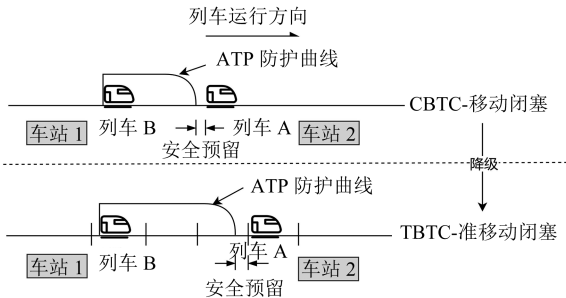 列车运行方向
ATP 防护曲线
CBTC-移动闭塞
车站 1
列车 B
列车 A
车站 2
安全预留
降级
ATP 防护曲线
TBTC-准移动闭塞
列车 A
车站 1
列车 B
车站 2
安全预留